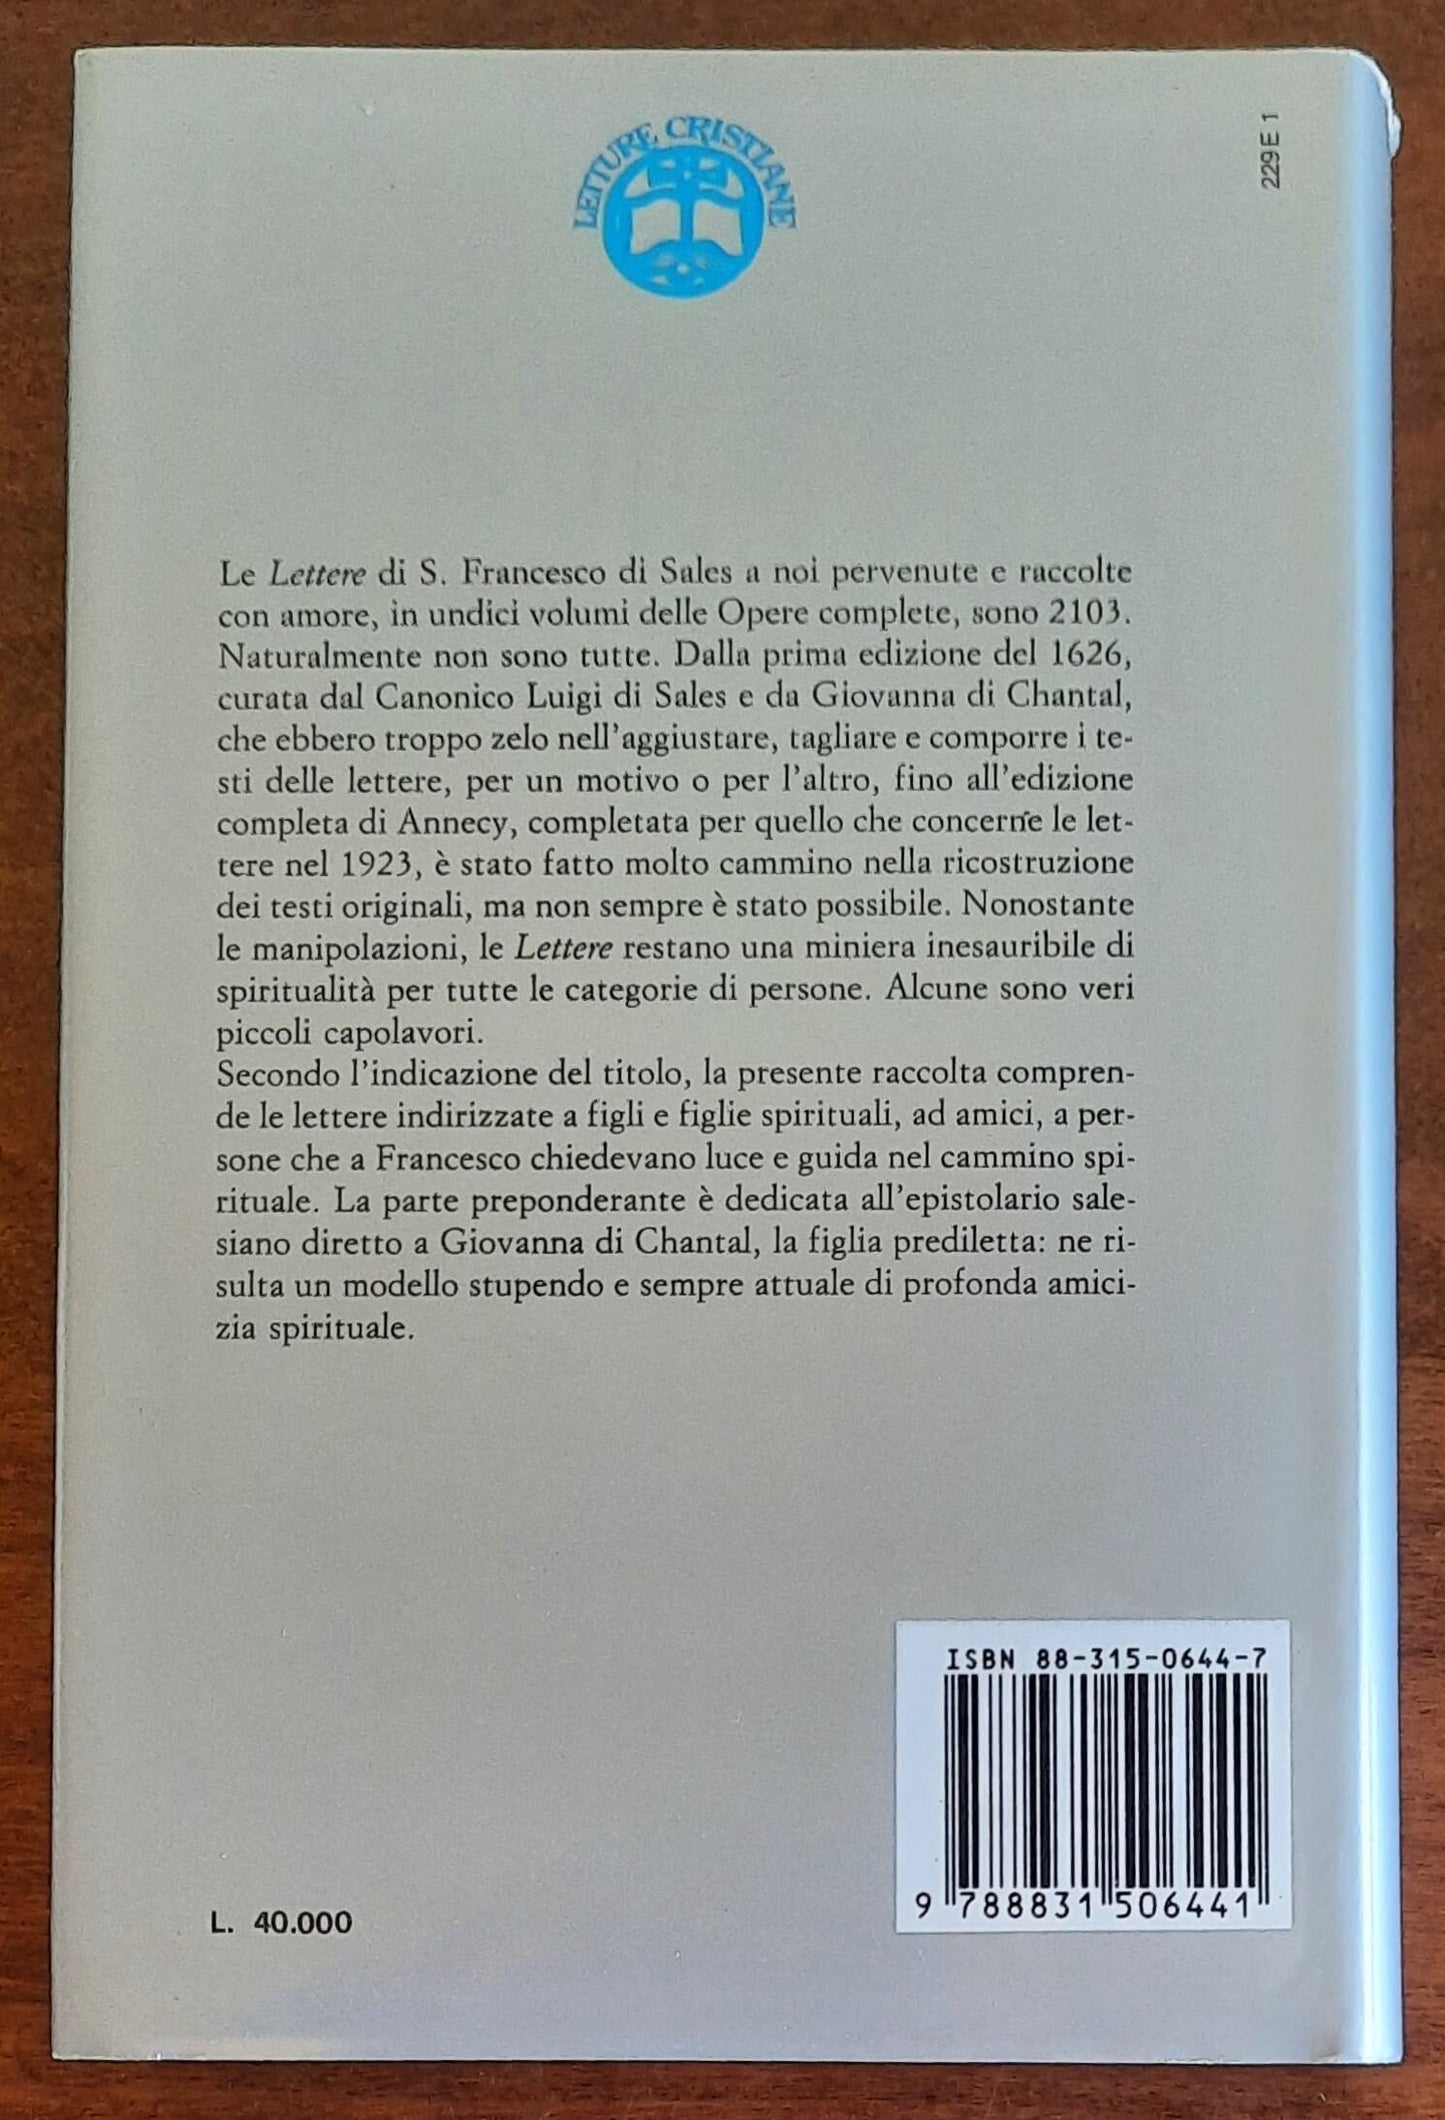 LETTURE CRISTIANE
229 E 1
Le Lettere di S. Francesco di Sales a noi pervenute e raccolte
con amore, in undici volumi delle Opere complete, sono 2103.
Naturalmente non sono tutte. Dalla prima edizione del 1626,
curata dal Canonico Luigi di Sales e da Giovanna di Chantal,
che ebbero troppo zelo nell'aggiustare, tagliare e comporre i te-
sti delle lettere, per un motivo o per l'altro, fino all'edizione
completa di Annecy, completata per quello che concerne le let-
tere nel 1923, è stato fatto molto cammino nella ricostruzione
dei testi originali, ma non sempre è stato possibile. Nonostante
le manipolazioni, le Lettere restano una miniera inesauribile di
spiritualità per tutte le categorie di persone. Alcune sono veri
piccoli capolavori.
Secondo l'indicazione del titolo, la presente raccolta compren-
de le lettere indirizzate a figli e figlie spirituali, ad amici, a per-
sone che a Francesco chiedevano luce e guida nel cammino spi-
rituale. La parte preponderante è dedicata all'epistolario sale-
siano diretto a Giovanna di Chantal, la figlia prediletta: ne ri-
sulta un modello stupendo e sempre attuale di profonda amici-
zia spirituale.
ISBN 88-315-0644-7
9 788831 506441
L. 40.000